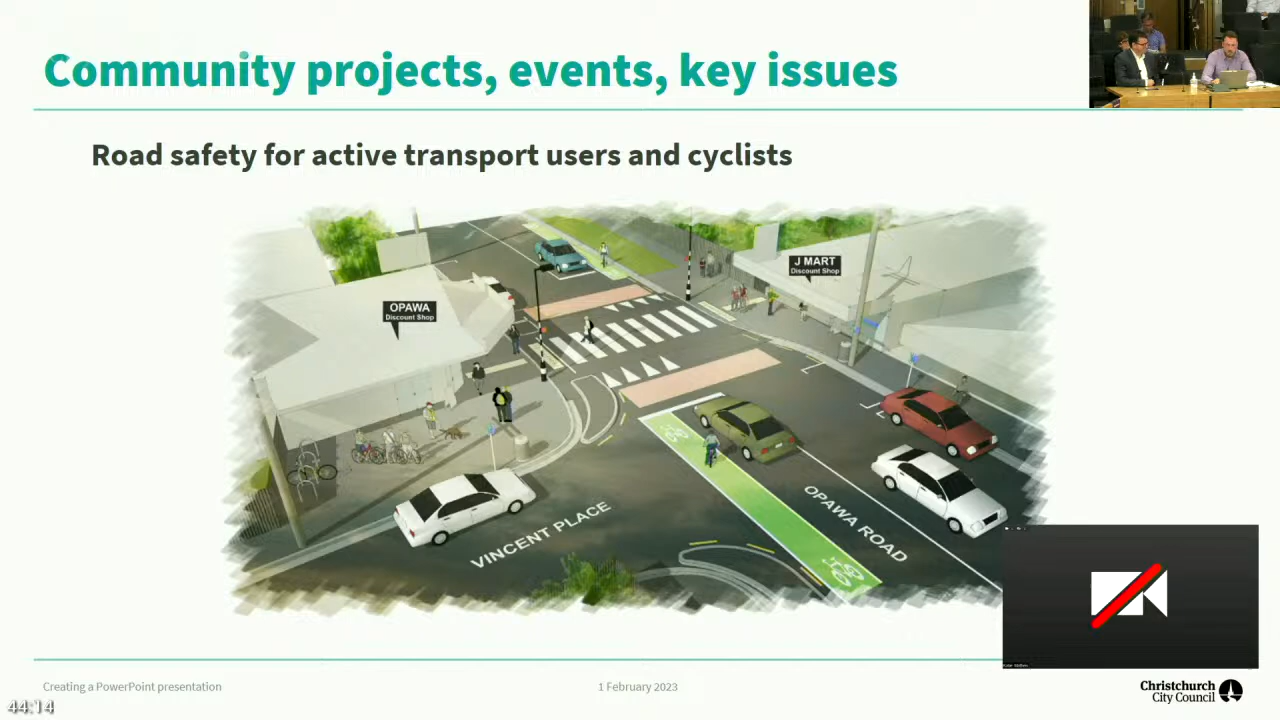 Community projects, events, key issues
Road safety for active transport users and cyclists
J MART
Discount Shop
OPAWA
Discount Shop
VINCENT PLACE
OPAWA ROAD
Creating a PowerPoint presentation
1 February 2023
Christchurch
City Council
44:14